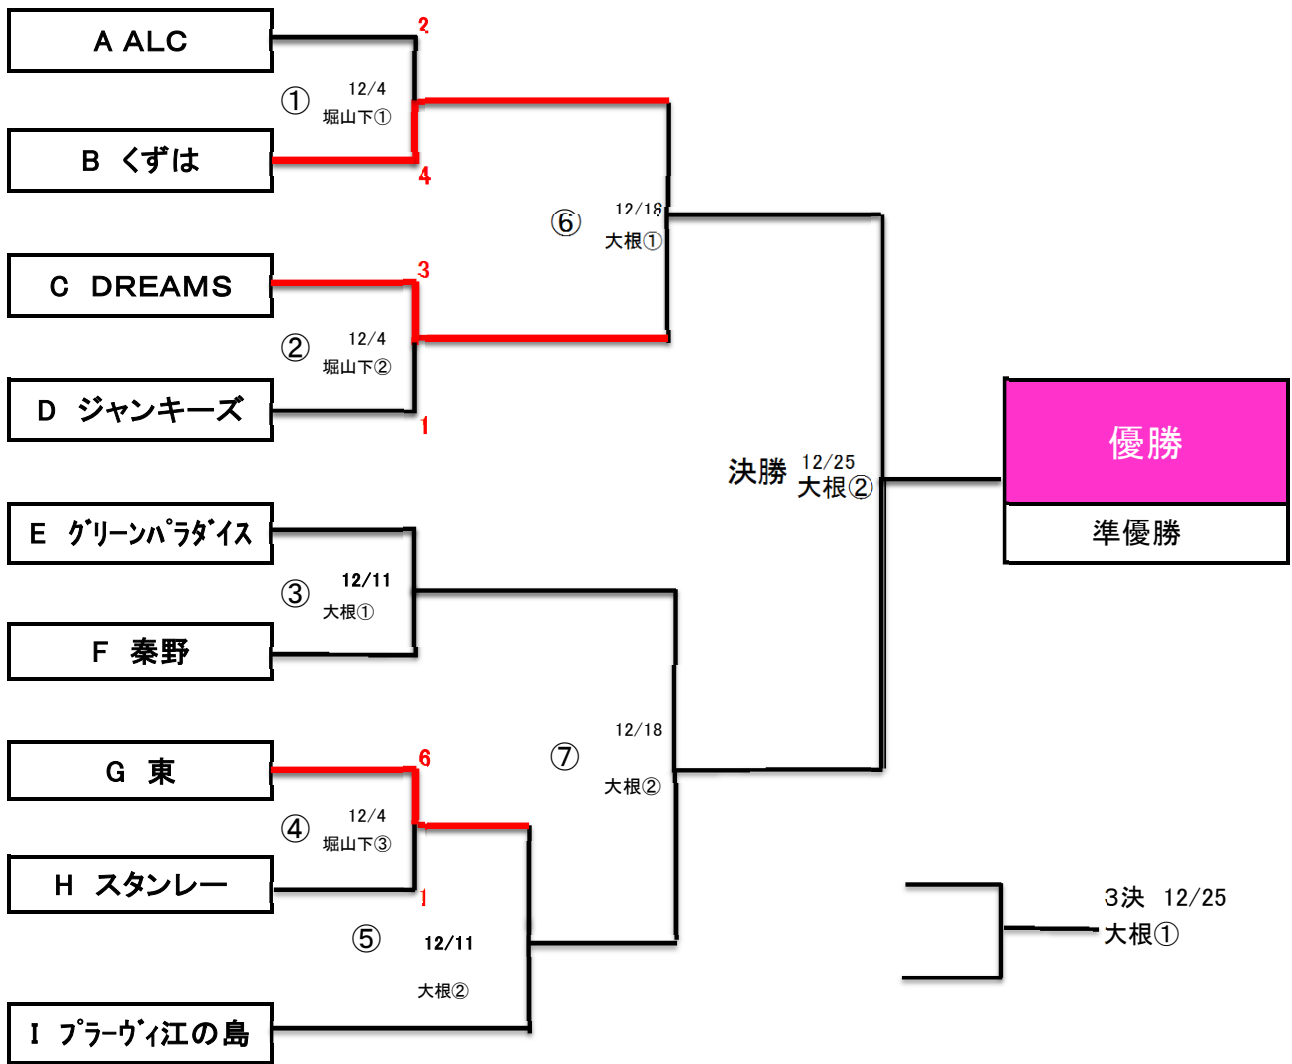 A ALC
2
① 12/4
堀山下①
B くずは
4
⑥ 12/18
大根①
C DREAMS
3
② 12/4
堀山下②
D ジャンキーズ
1
優勝
決勝 12/25
大根②
準優勝
E グリーンパラダイス
③ 12/11
大根①
F 秦野
⑦ 12/18
大根②
G 東
6
④ 12/4
堀山下③
H スタンレー
1
3決 12/25
大根①
⑤ 12/11
大根②
I プラーヴィ江の島